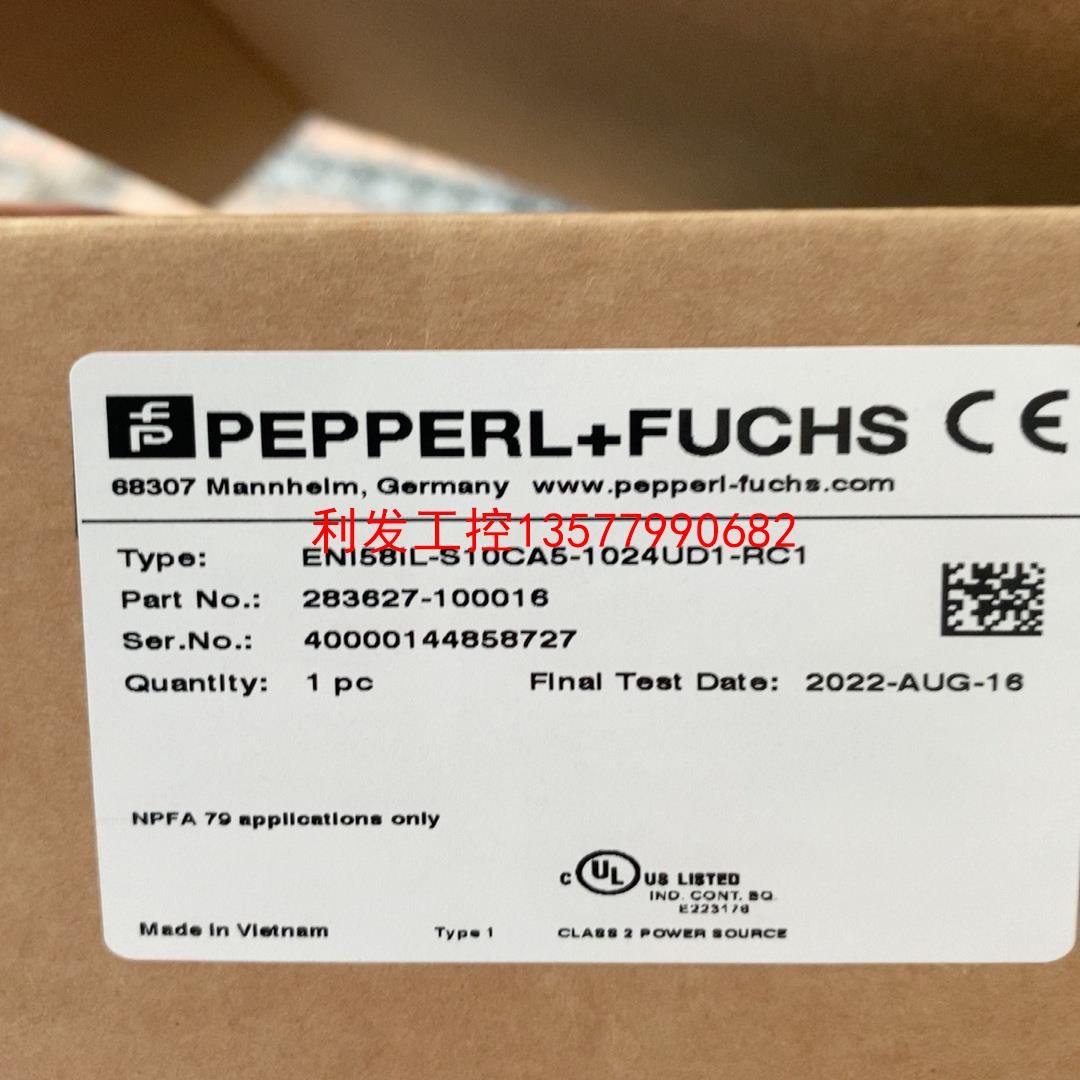 PEPPERL+FUCHS CE
68307 Mannheim, Germany www.pepperl-fuchs.com
利发工控13577990682
Type: ENI58IL-S10CA5-1024UD1-RC1
Part No.: 283627-100016
Ser.No.: 40000144858727
Quantity: 1 pc Final Test Date: 2022-AUG-16
NPFA 79 applications only
C UL US LISTED
IND. CONT. EQ.
E223176
Made in Vietnam Type 1 CLASS 2 POWER SOURCE